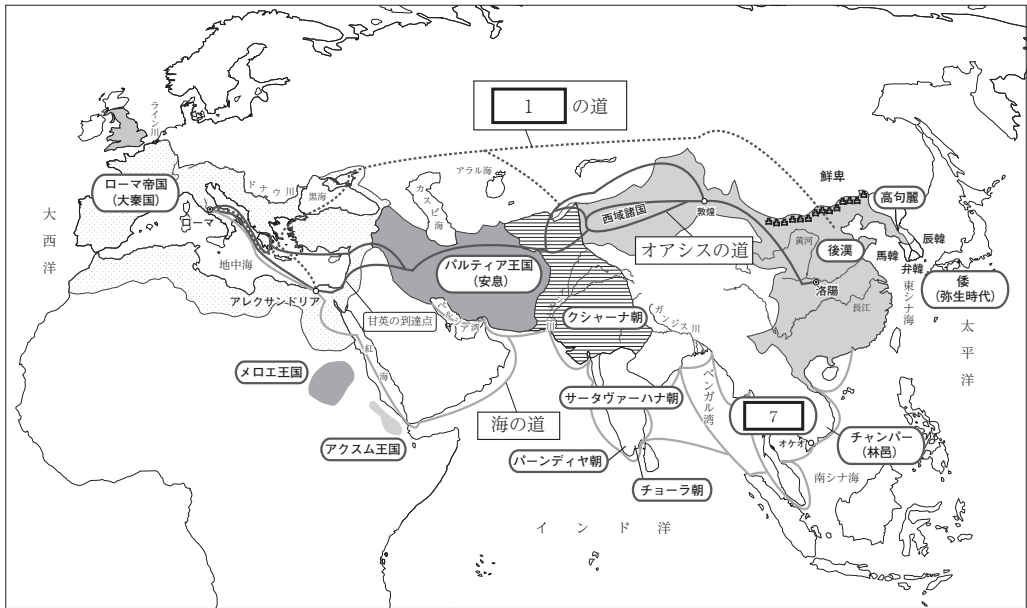 1 の道
ライン川
ローマ帝国
(大秦国)
ドナウ川
黒海
アラル海
カスピ海
鮮卑
高句麗
大西洋
ローマ
西域諸国
敦煌
黄河
後漢
馬韓
辰韓
弁韓
オアシスの道
地中海
パルティア王国
(安息)
洛陽
倭
(弥生時代)
アレクサンドリア
長江
東シナ海
太平洋
甘英の到達点
ペルシア湾
クシャーナ朝
ガンジス川
紅海
メロエ王国
サータヴァーハナ朝
ベンガル湾
7
海の道
オケオ
チャンパー
(林邑)
アクスム王国
パーンディヤ朝
チョーラ朝
南シナ海
インド洋